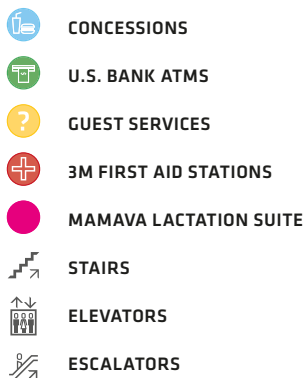 CONCESSIONS
U.S. BANK ATMS
?
GUEST SERVICES
3M FIRST AID STATIONS
MAMAVA LACTATION SUITE
STAIRS
ELEVATORS
ESCALATORS